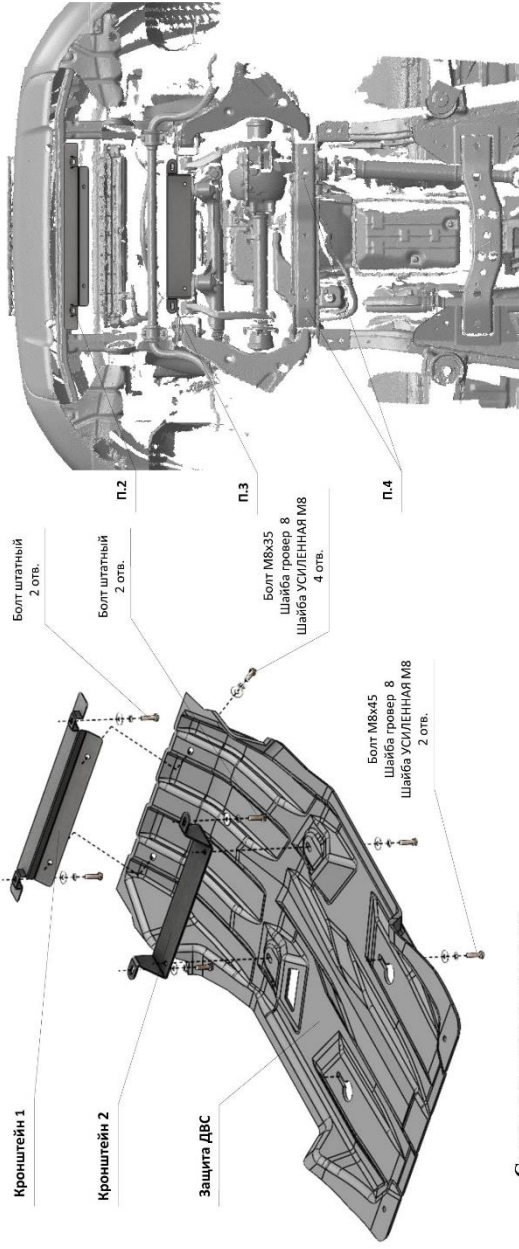 Кронштейн 1
Кронштейн 2
Защита ДВС
Болт штатный
2 отв.
Болт штатный
2 отв.
Болт М8х35
Шайба гровер 8
Шайба УСИЛЕННАЯ М8
4 отв.
Болт М8х45
Шайба гровер 8
Шайба УСИЛЕННАЯ М8
2 отв.
П.2
П.3
П.4